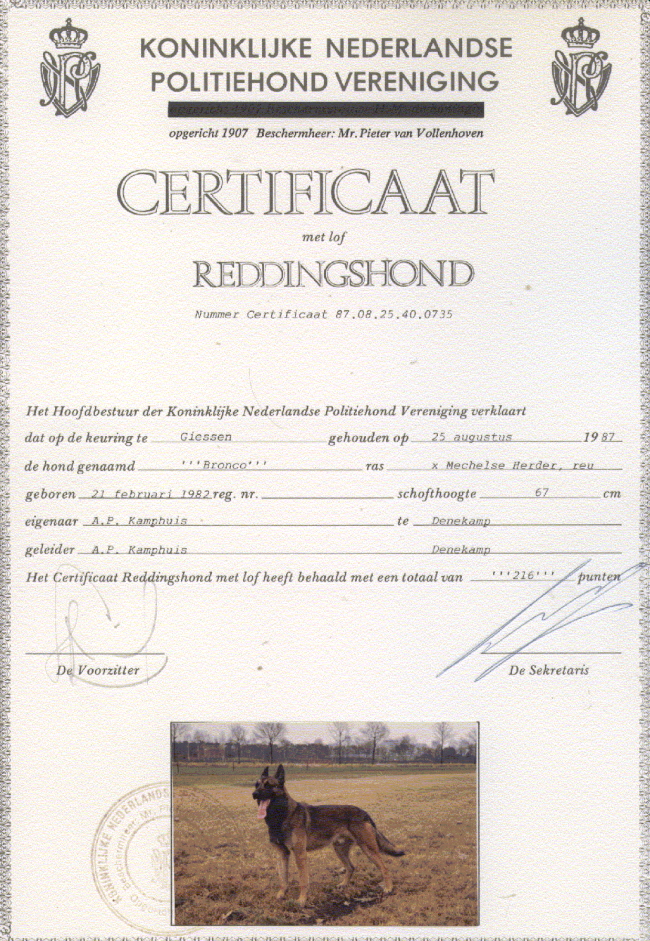 KONINKLIJKE NEDERLANDSE
POLITIEHOND VERENIGING
opgericht 1907 Beschermheer: Mr. Pieter van Vollenhoven
CERTIFICAAT
met lof
REDDINGSHOND
Nummer Certificaat 87.08.25.40.0735
Het Hoofdbestuur der Koninklijke Nederlandse Politiehond Vereniging verklaart
dat op de keuring te Giessen gehouden op 25 augustus 1987
de hond genaamd '''Bronco''' ras x Mechelse Herder, reu
geboren 21 februari 1982 reg. nr. schofthoogte 67 cm
eigenaar A.P. Kamphuis te Denekamp
geleider A.P. Kamphuis Denekamp
Het Certificaat Reddingshond met lof heeft behaald met een totaal van '''216''' punten
De Voorzitter De Sekretaris
KONINKLIJKE NEDERLANDS
Beschermheer: Mr. P